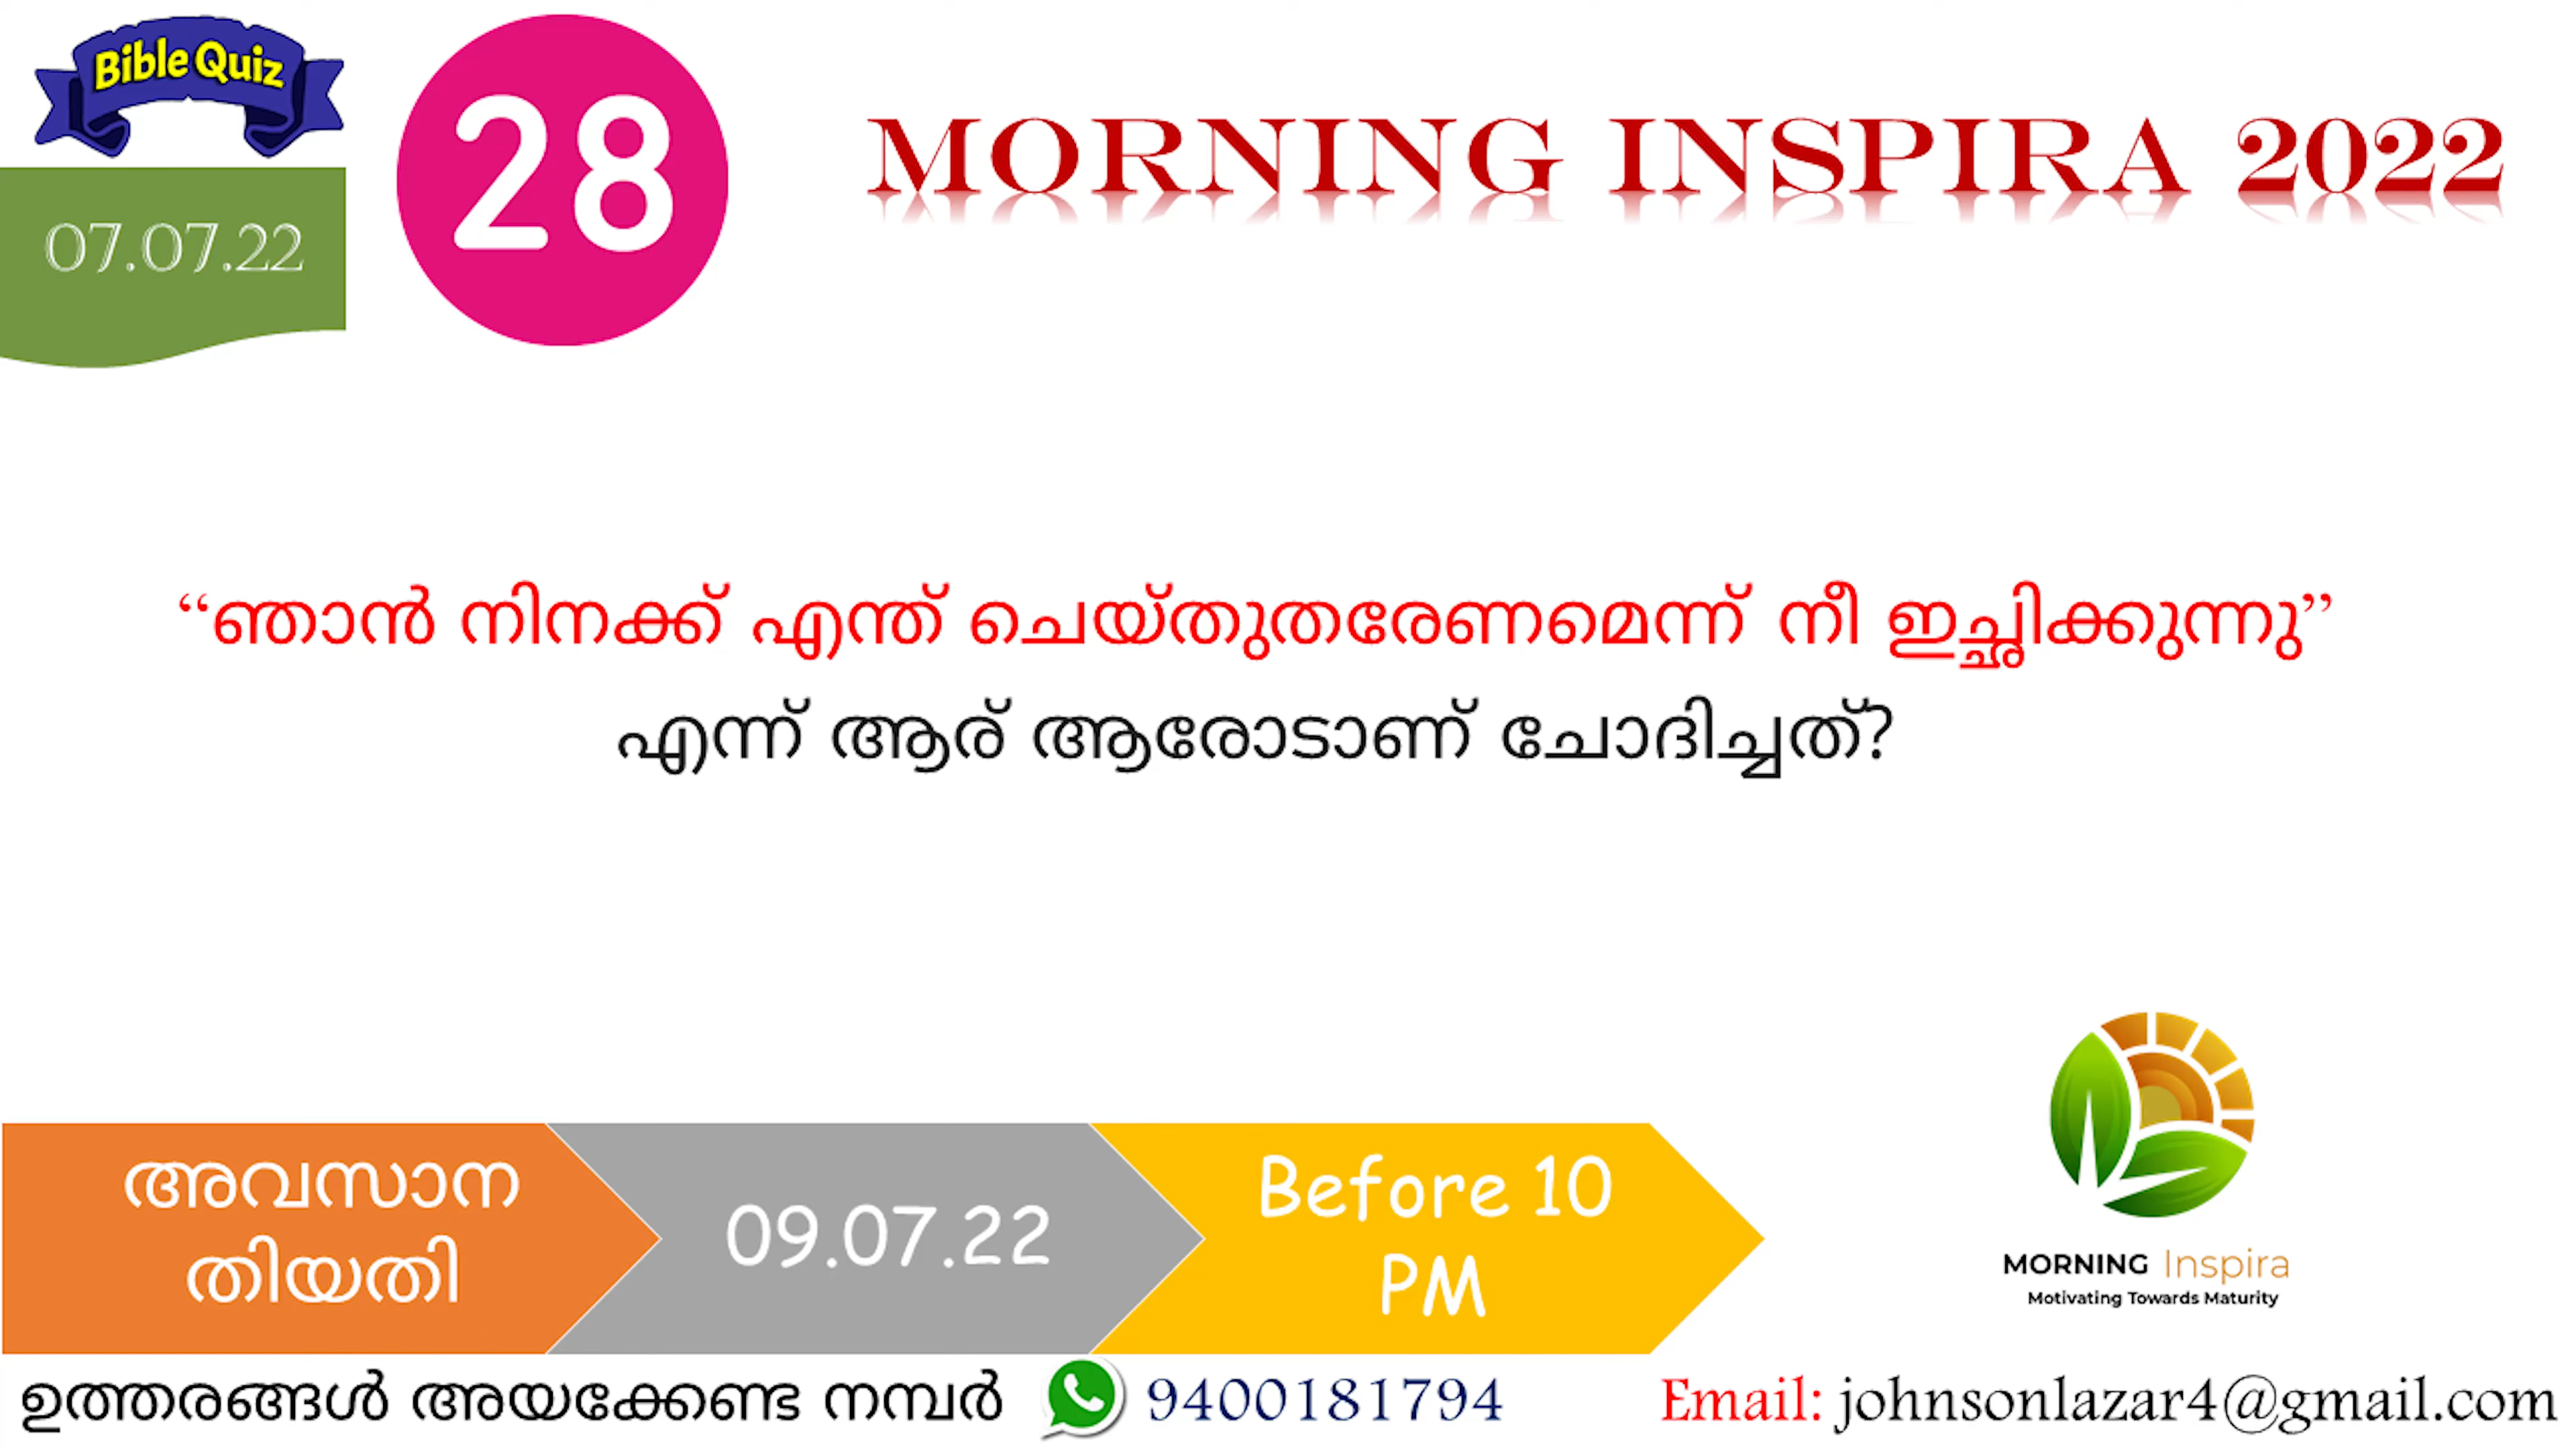 Bible Quiz
07.07.22
28
MORNING INSPIRA 2022
“ഞാൻ നിനക്ക് എന്ത് ചെയ്തുതരേണമെന്ന് നീ ഇച്ഛിക്കുന്നു”
എന്ന് ആര് ആരോടാണ് ചോദിച്ചത്?
അവസാന
തിയതി
09.07.22
Before 10
PM
MORNING Inspira
Motivating Towards Maturity
ഉത്തരങ്ങൾ അയക്കേണ്ട നമ്പർ 9400181794 Email: johnsonlazar4@gmail.com